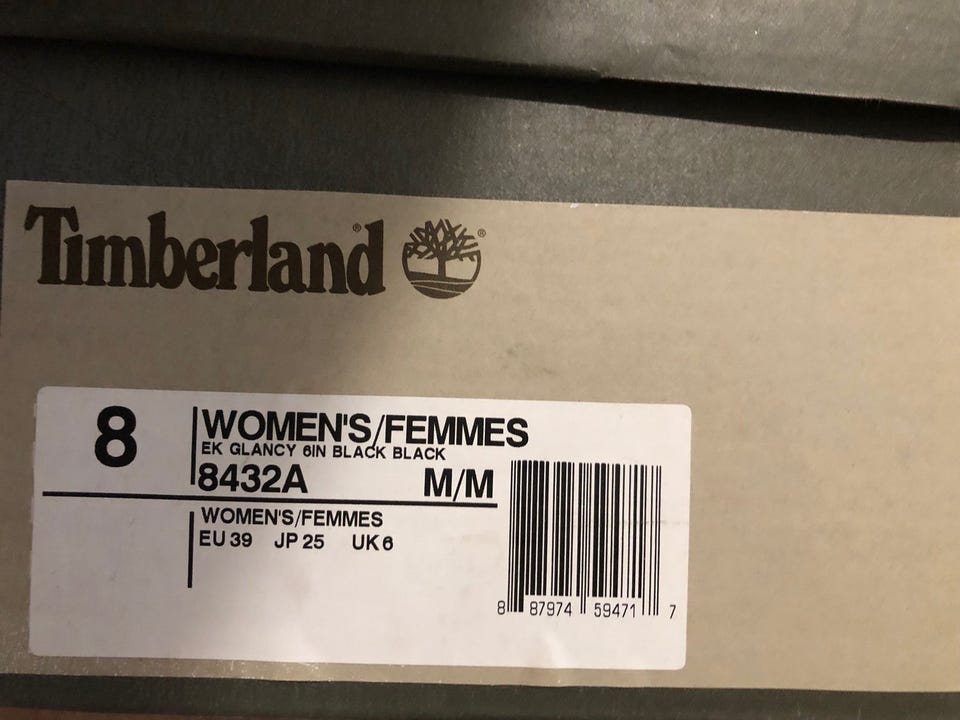 Timberland® ®
8
WOMEN'S/FEMMES
EK GLANCY 6IN BLACK BLACK
8432A M/M
WOMEN'S/FEMMES
EU 39 JP 25 UK 6
8 87974 59471 7